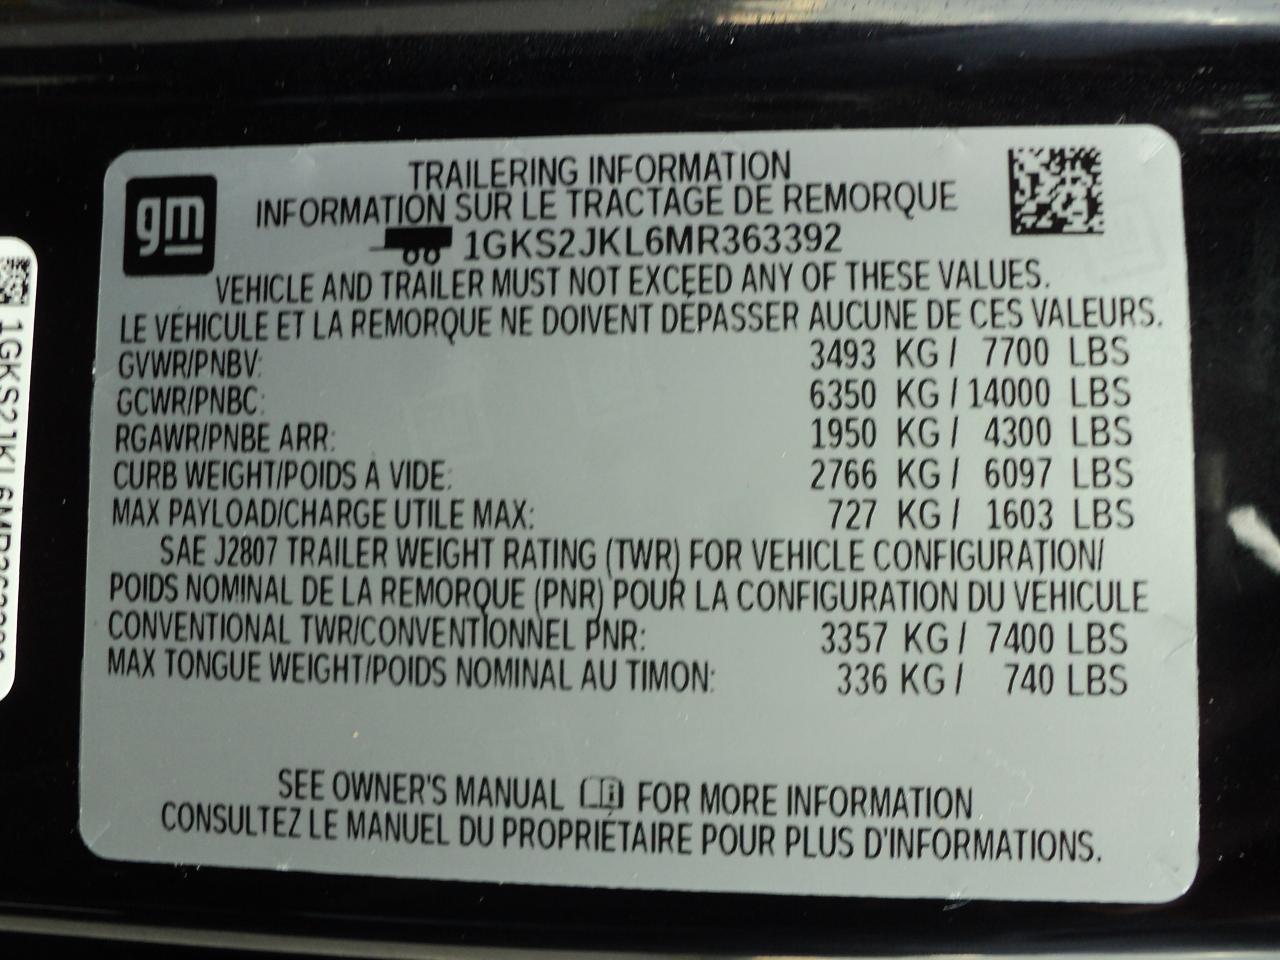 gm
TRAILERING INFORMATION
INFORMATION SUR LE TRACTAGE DE REMORQUE
1GKS2JKL6MR363392
VEHICLE AND TRAILER MUST NOT EXCEED ANY OF THESE VALUES.
LE VÉHICULE ET LA REMORQUE NE DOIVENT DÉPASSER AUCUNE DE CES VALEURS.
GVWR/PNBV: 3493 KG / 7700 LBS
GCWR/PNBC: 6350 KG / 14000 LBS
RGAWR/PNBE ARR: 1950 KG / 4300 LBS
CURB WEIGHT/POIDS À VIDE: 2766 KG / 6097 LBS
MAX PAYLOAD/CHARGE UTILE MAX: 727 KG / 1603 LBS
SAE J2807 TRAILER WEIGHT RATING (TWR) FOR VEHICLE CONFIGURATION/
POIDS NOMINAL DE LA REMORQUE (PNR) POUR LA CONFIGURATION DU VÉHICULE
CONVENTIONAL TWR/CONVENTIONNEL PNR: 3357 KG / 7400 LBS
MAX TONGUE WEIGHT/POIDS NOMINAL AU TIMON: 336 KG / 740 LBS
SEE OWNER'S MANUAL FOR MORE INFORMATION
CONSULTEZ LE MANUEL DU PROPRIÉTAIRE POUR PLUS D'INFORMATIONS.
1GKS2JKL6MR363392